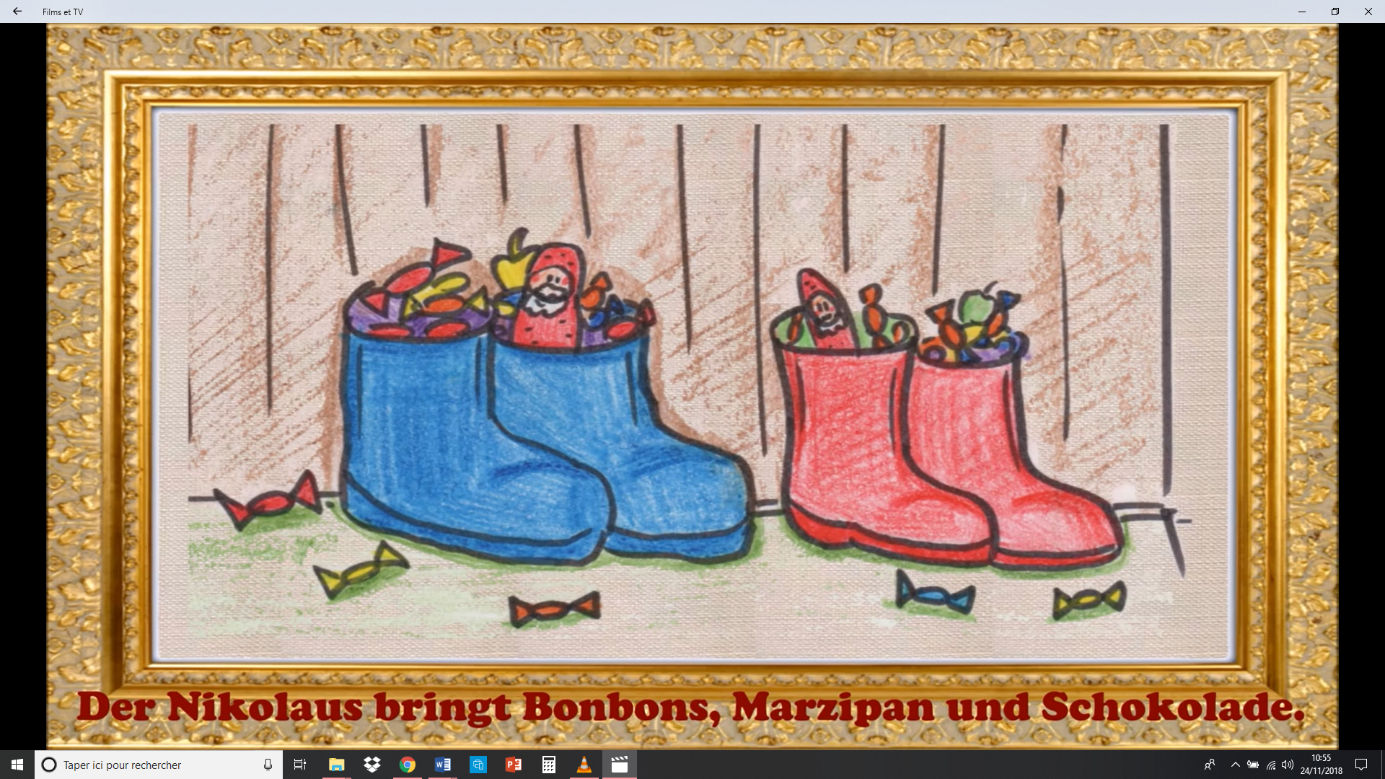 Films et TV
Der Nikolaus bringt Bonbons, Marzipan und Schokolade.
Taper ici pour rechercher
10:55
24/11/2018